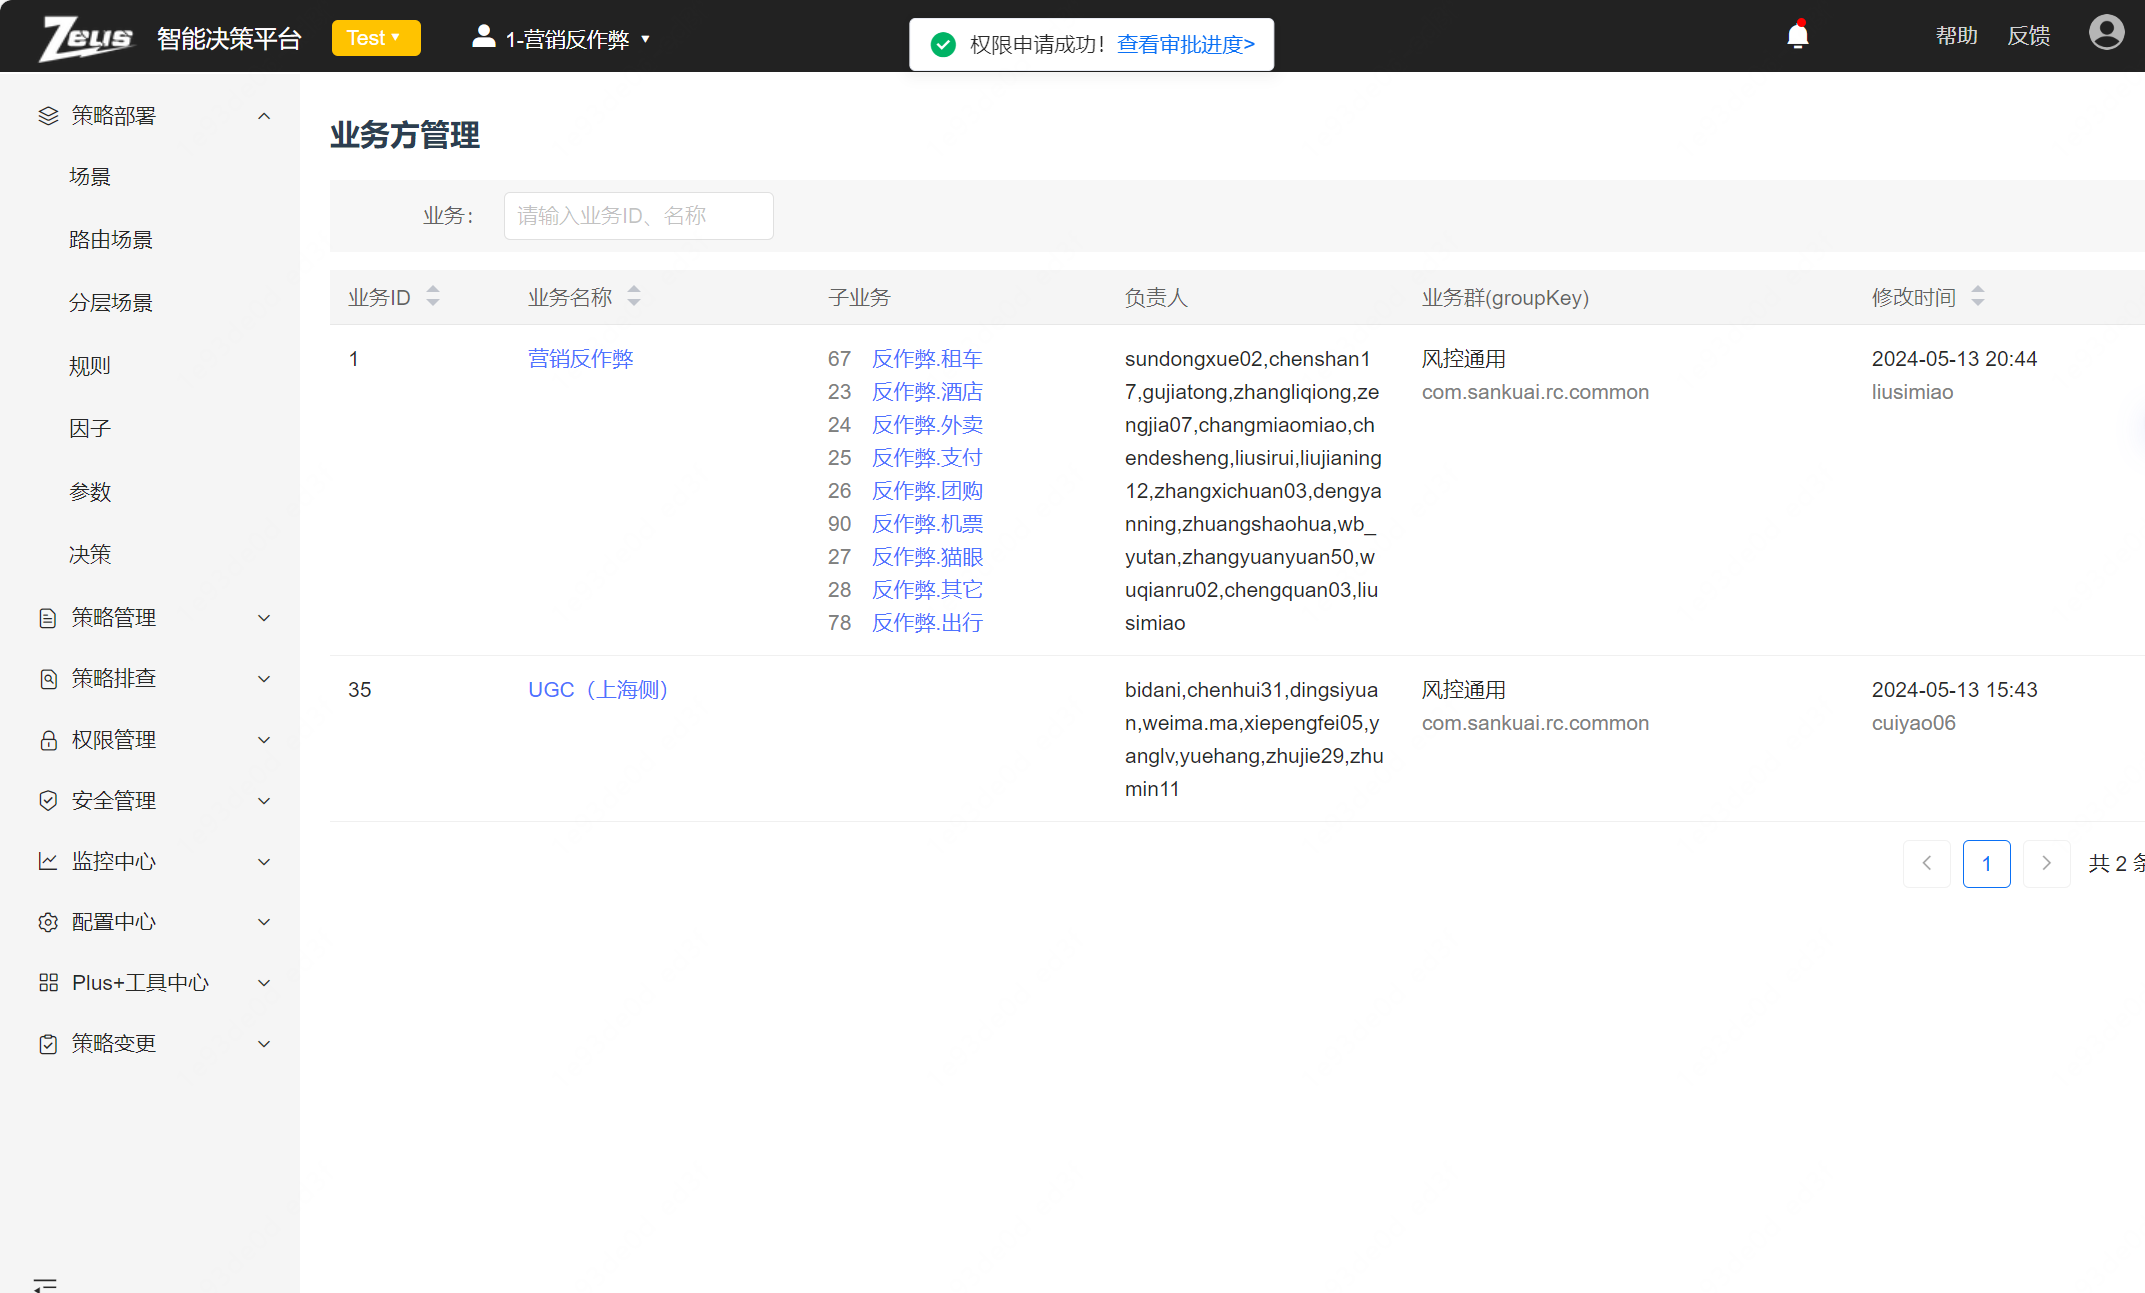 Zeus 智能决策平台 Test 1-营销反作弊 权限申请成功！查看审批进度> 帮助 反馈
策略部署
场景
路由场景
分层场景
规则
因子
参数
决策
策略管理
策略排查
权限管理
安全管理
监控中心
配置中心
Plus+工具中心
策略变更
业务方管理
业务： 请输入业务ID、名称
业务ID 业务名称 子业务 负责人 业务群(groupKey) 修改时间
1 营销反作弊 67 反作弊.租车 sundongxue02,chenshan1 风控通用 2024-05-13 20:44
23 反作弊.酒店 7,gujiatong,zhangliqiong,ze com.sankuai.rc.common liusimiao
24 反作弊.外卖 ngjia07,changmiaomiao,ch
25 反作弊.支付 endesheng,liusirui,liujianing
26 反作弊.团购 12,zhangxichuan03,dengya
90 反作弊.机票 nning,zhuangshaohua,wb_
27 反作弊.猫眼 yutan,zhangyuanyuan50,w
28 反作弊.其它 uqianru02,chengquan03,liu
78 反作弊.出行 simiao
35 UGC（上海侧） bidani,chenhui31,dingsiyua 风控通用 2024-05-13 15:43
n,weima.ma,xiepengfei05,y com.sankuai.rc.common cuiyao06
anglv,yuehang,zhujie29,zhu
min11
1 共 2 条